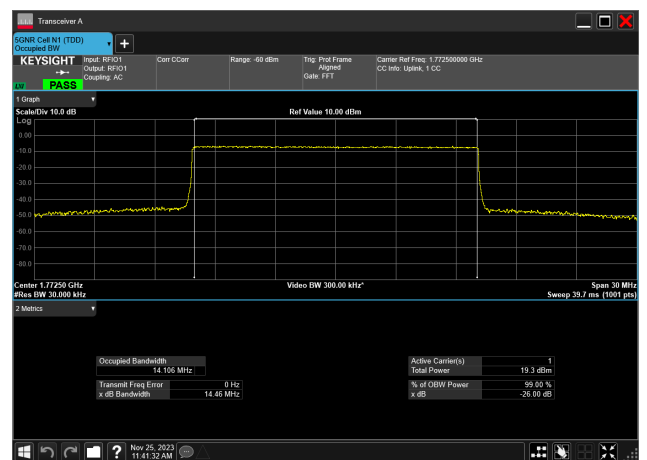 Transceiver A
5GNR Cell N1 (TDD)
Occupied BW
KEYSIGHT
LV PASS
Input: RFIO1
Output: RFIO1
Coupling: AC
Corr CCorr
Range: -60 dBm
Trig: Prot Frame
Aligned
Gate: FFT
Carrier Ref Freq: 1.772500000 GHz
CC Info: Uplink, 1 CC
1 Graph
Scale/Div 10.0 dB
Ref Value 10.00 dBm
Log
0.00
-10.0
-20.0
-30.0
-40.0
-50.0
-60.0
-70.0
-80.0
Center 1.77250 GHz
Video BW 300.00 kHz*
Span 30 MHz
#Res BW 30.000 kHz
Sweep 39.7 ms (1001 pts)
2 Metrics
Occupied Bandwidth
14.106 MHz
Transmit Freq Error 0 Hz
x dB Bandwidth 14.46 MHz
Active Carrier(s) 1
Total Power 19.3 dBm
% of OBW Power 99.00 %
x dB -26.00 dB
Nov 25, 2023
11:41:32 AM